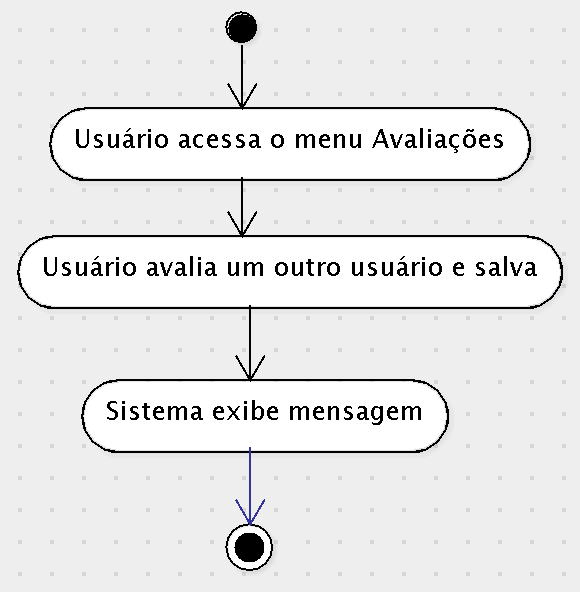 Usuário acessa o menu Avaliações
Usuário avalia um outro usuário e salva
Sistema exibe mensagem